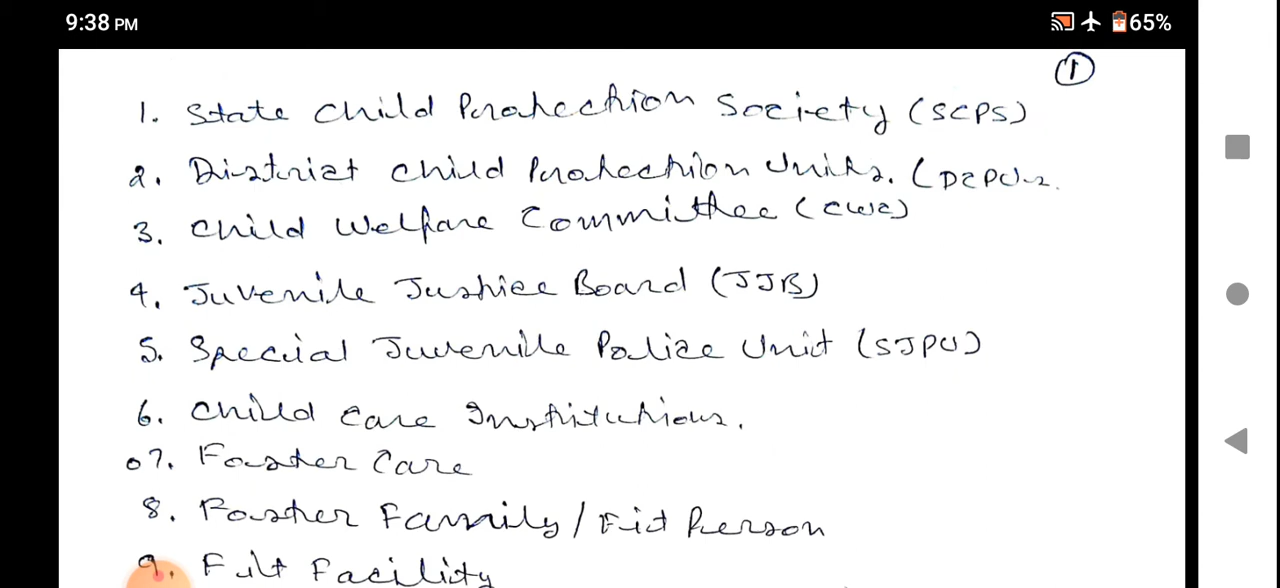 9:38 PM
65%
1
1. State Child Protection Society (SCPS)
2. District Child Protection Units. (DCPU-s.
3. Child Welfare Committee (CWC)
4. Juvenile Justice Board (JJB)
5. Special Juvenile Police Unit (SJPU)
6. Child Care Institutions.
07. Foster Care
8. Foster Family / Fit Person
9. Fit Facility